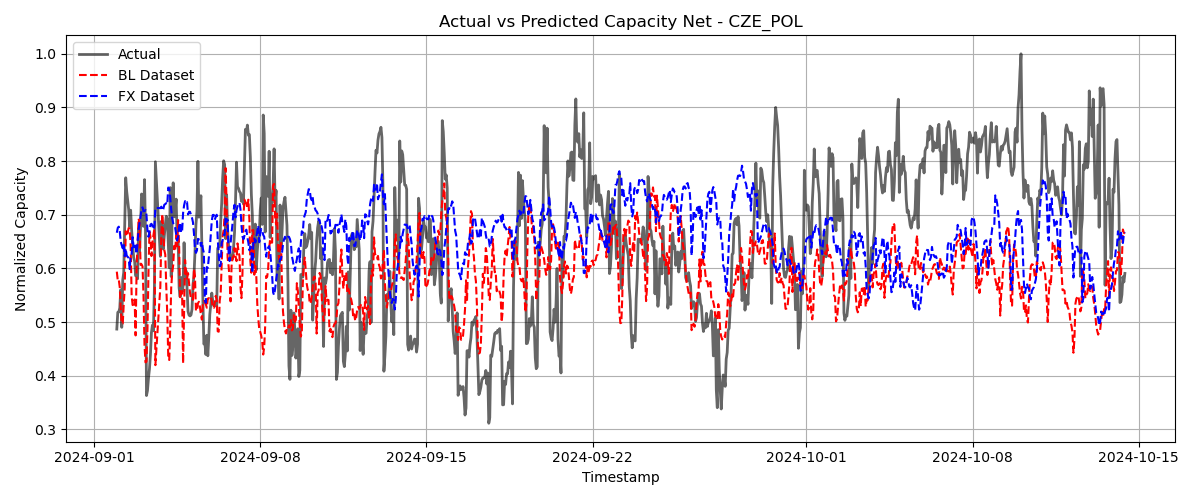 Actual vs Predicted Capacity Net - CZE_POL
Actual
BL Dataset
FX Dataset
Normalized Capacity
1.0
0.9
0.8
0.7
0.6
0.5
0.4
0.3
2024-09-01
2024-09-08
2024-09-15
2024-09-22
2024-10-01
2024-10-08
2024-10-15
Timestamp